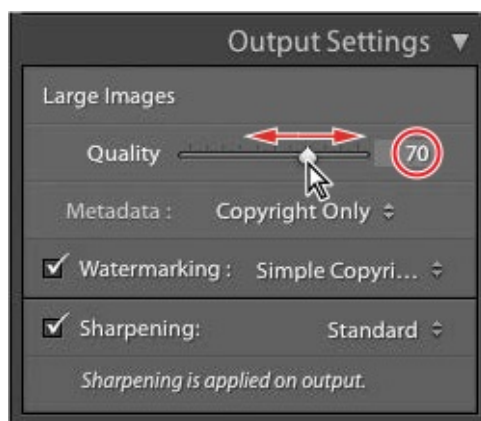 Output Settings ▼
Large Images
Quality 70
Metadata : Copyright Only
Watermarking : Simple Copyri...
Sharpening: Standard
Sharpening is applied on output.